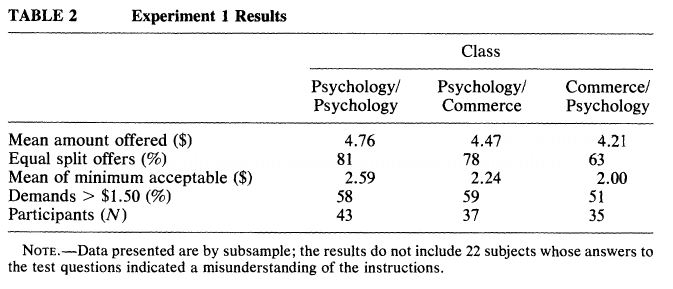 TABLE 2 Experiment 1 Results
Class
Psychology/ Psychology/ Commerce/
Psychology Commerce Psychology
Mean amount offered ($) 4.76 4.47 4.21
Equal split offers (%) 81 78 63
Mean of minimum acceptable ($) 2.59 2.24 2.00
Demands > $1.50 (%) 58 59 51
Participants (N) 43 37 35
NOTE.—Data presented are by subsample; the results do not include 22 subjects whose answers to
the test questions indicated a misunderstanding of the instructions.